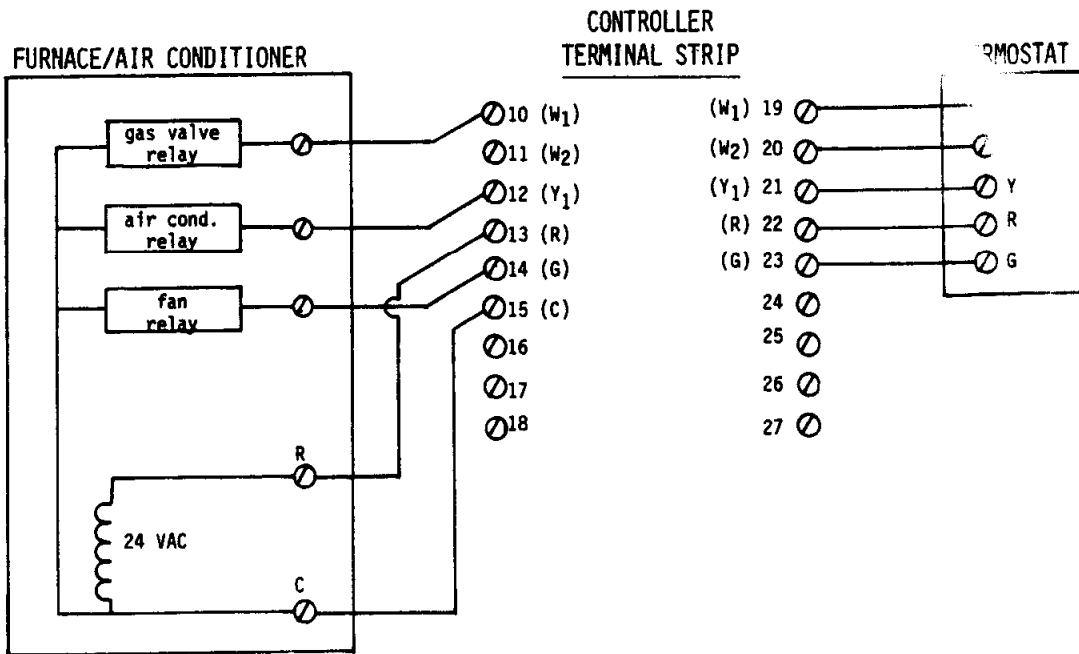 CONTROLLER
TERMINAL STRIP
FURNACE/AIR CONDITIONER
RMOSTAT
gas valve
relay
air cond.
relay
fan
relay
R
24 VAC
C
10 (W1)
11 (W2)
12 (Y1)
13 (R)
14 (G)
15 (C)
16
17
18
(W1) 19
(W2) 20
(Y1) 21
(R) 22
(G) 23
24
25
26
27
Y
R
G